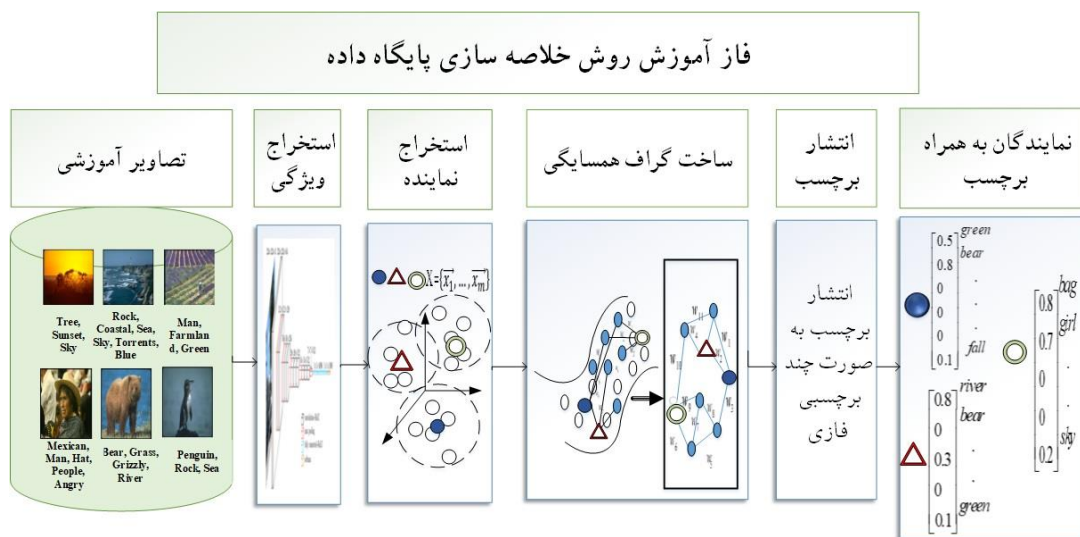 فاز آموزش روش خلاصه سازی پایگاه داده
تصاویر آموزشی
استخراج
ویژگی
استخراج
نماینده
ساخت گراف همسایگی
انتشار
برچسب
نمایندگان به همراه
برچسب
Tree,
Sunset,
Sky
Rock,
Coastal, Sea,
Sky, Torrents,
Blue
Man,
Farmlan
d, Green
Mexican,
Man, Hat,
People,
Angry
Bear, Grass,
Grizzly,
River
Penguin,
Rock, Sea
X={x₁,...,xₘ}
انتشار
برچسب به
صورت چند
برچسبی
فازی
0.5 green
0.8 bear
0 .
0 .
0 .
0.1 fall
0.8 bag
0.7 girl
0 .
0 .
0.2 sky
0.8 river
0 bear
0.3 .
0 .
0.1 green